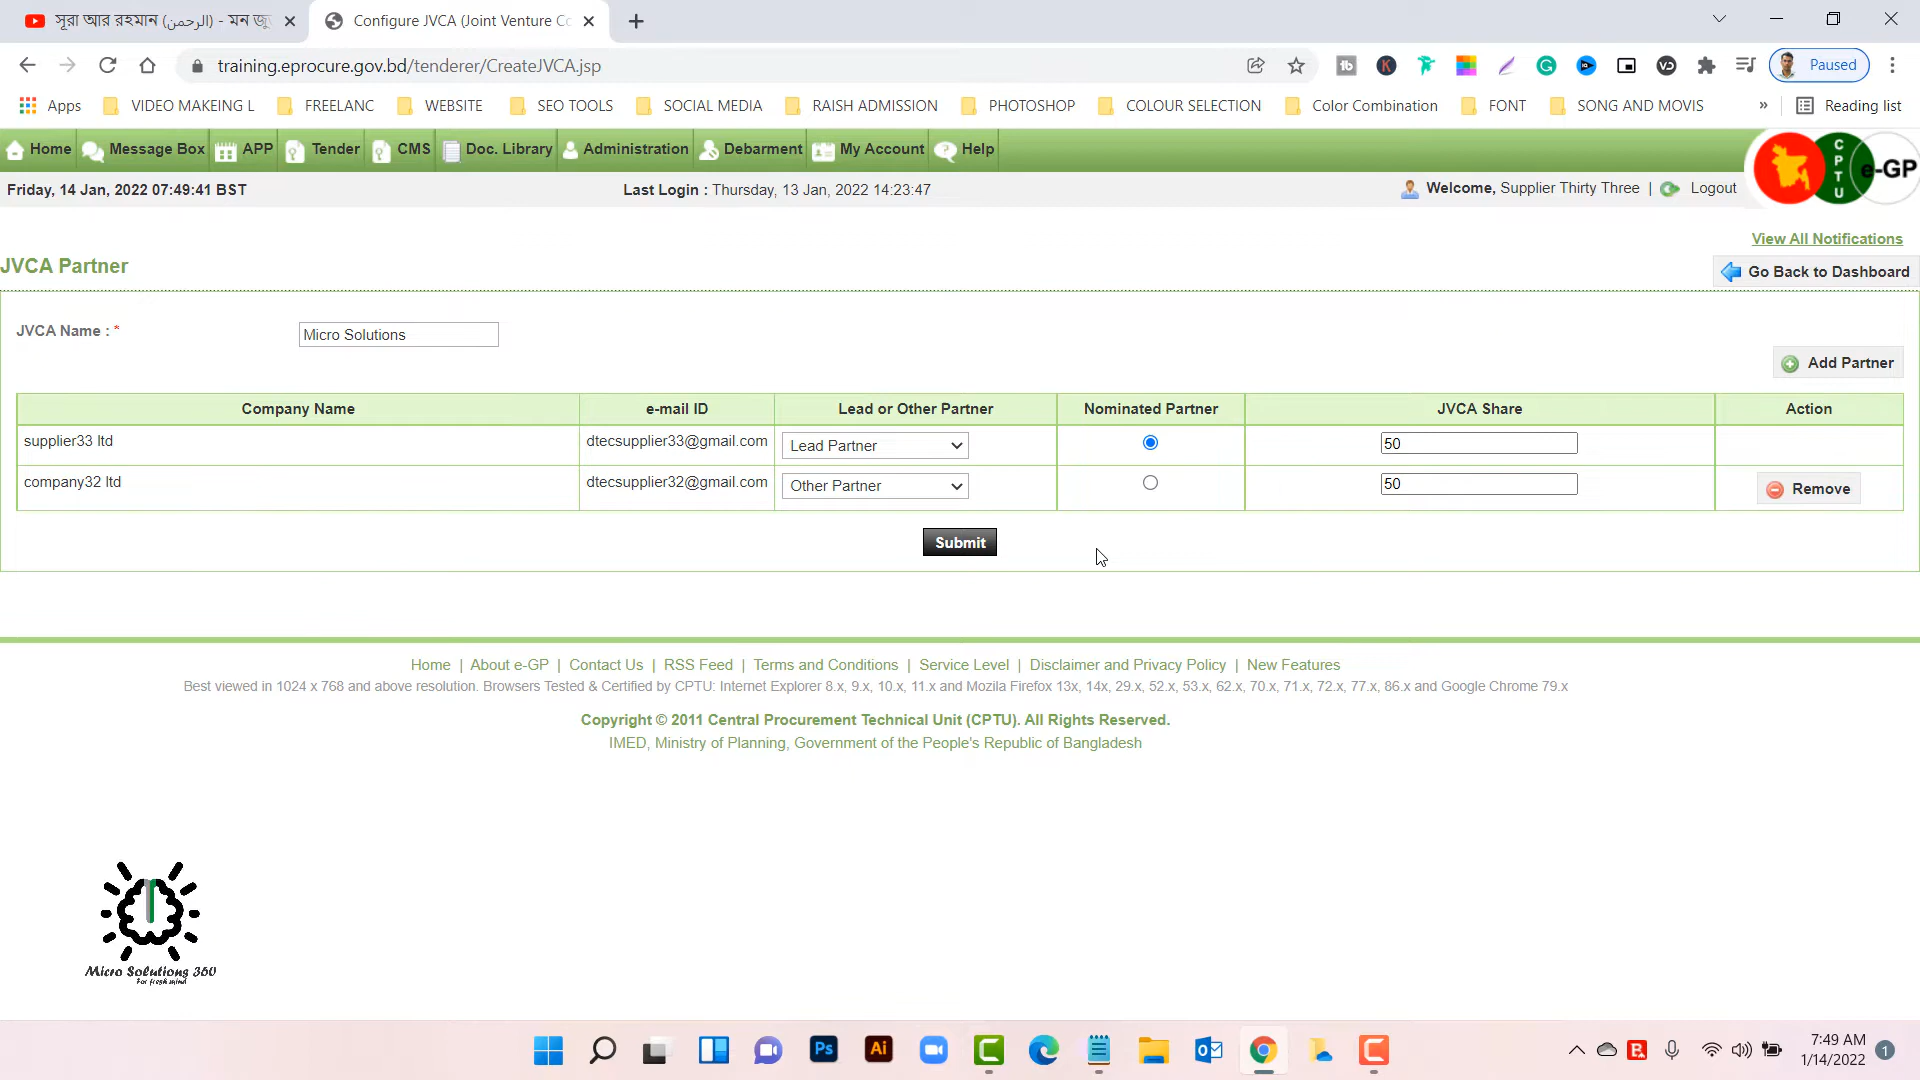 সূরা আর রহমান (الرحمن) - মন জু
Configure JVCA (Joint Venture Co
training.eprocure.gov.bd/tenderer/CreateJVCA.jsp
Paused
Apps VIDEO MAKEING L FREELANC WEBSITE SEO TOOLS SOCIAL MEDIA RAISH ADMISSION PHOTOSHOP COLOUR SELECTION Color Combination FONT SONG AND MOVIS » Reading list
Home Message Box APP Tender CMS Doc. Library Administration Debarment My Account Help
C P T U e-GP
Friday, 14 Jan, 2022 07:49:41 BST Last Login : Thursday, 13 Jan, 2022 14:23:47 Welcome, Supplier Thirty Three | Logout
View All Notifications
JVCA Partner
Go Back to Dashboard
JVCA Name : * Micro Solutions
Add Partner
Company Name e-mail ID Lead or Other Partner Nominated Partner JVCA Share Action
supplier33 ltd dtecsupplier33@gmail.com Lead Partner 50
company32 ltd dtecsupplier32@gmail.com Other Partner 50 Remove
Submit
Home | About e-GP | Contact Us | RSS Feed | Terms and Conditions | Service Level | Disclaimer and Privacy Policy | New Features
Best viewed in 1024 x 768 and above resolution. Browsers Tested & Certified by CPTU: Internet Explorer 8.x, 9.x, 10.x, 11.x and Mozila Firefox 13x, 14x, 29.x, 52.x, 53.x, 62.x, 70.x, 71.x, 72.x, 77.x, 86.x and Google Chrome 79.x
Copyright © 2011 Central Procurement Technical Unit (CPTU). All Rights Reserved.
IMED, Ministry of Planning, Government of the People's Republic of Bangladesh
Micro Solutions 360
For fresh mind
Ps Ai
7:49 AM
1/14/2022 1